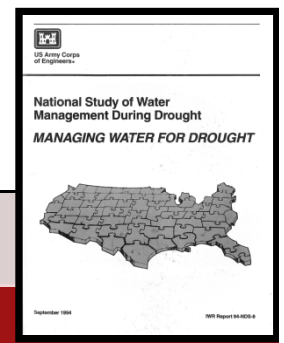 US Army Corps
of Engineers®
National Study of Water
Management During Drought
MANAGING WATER FOR DROUGHT
September 1994
IWR Report 94-NDS-8